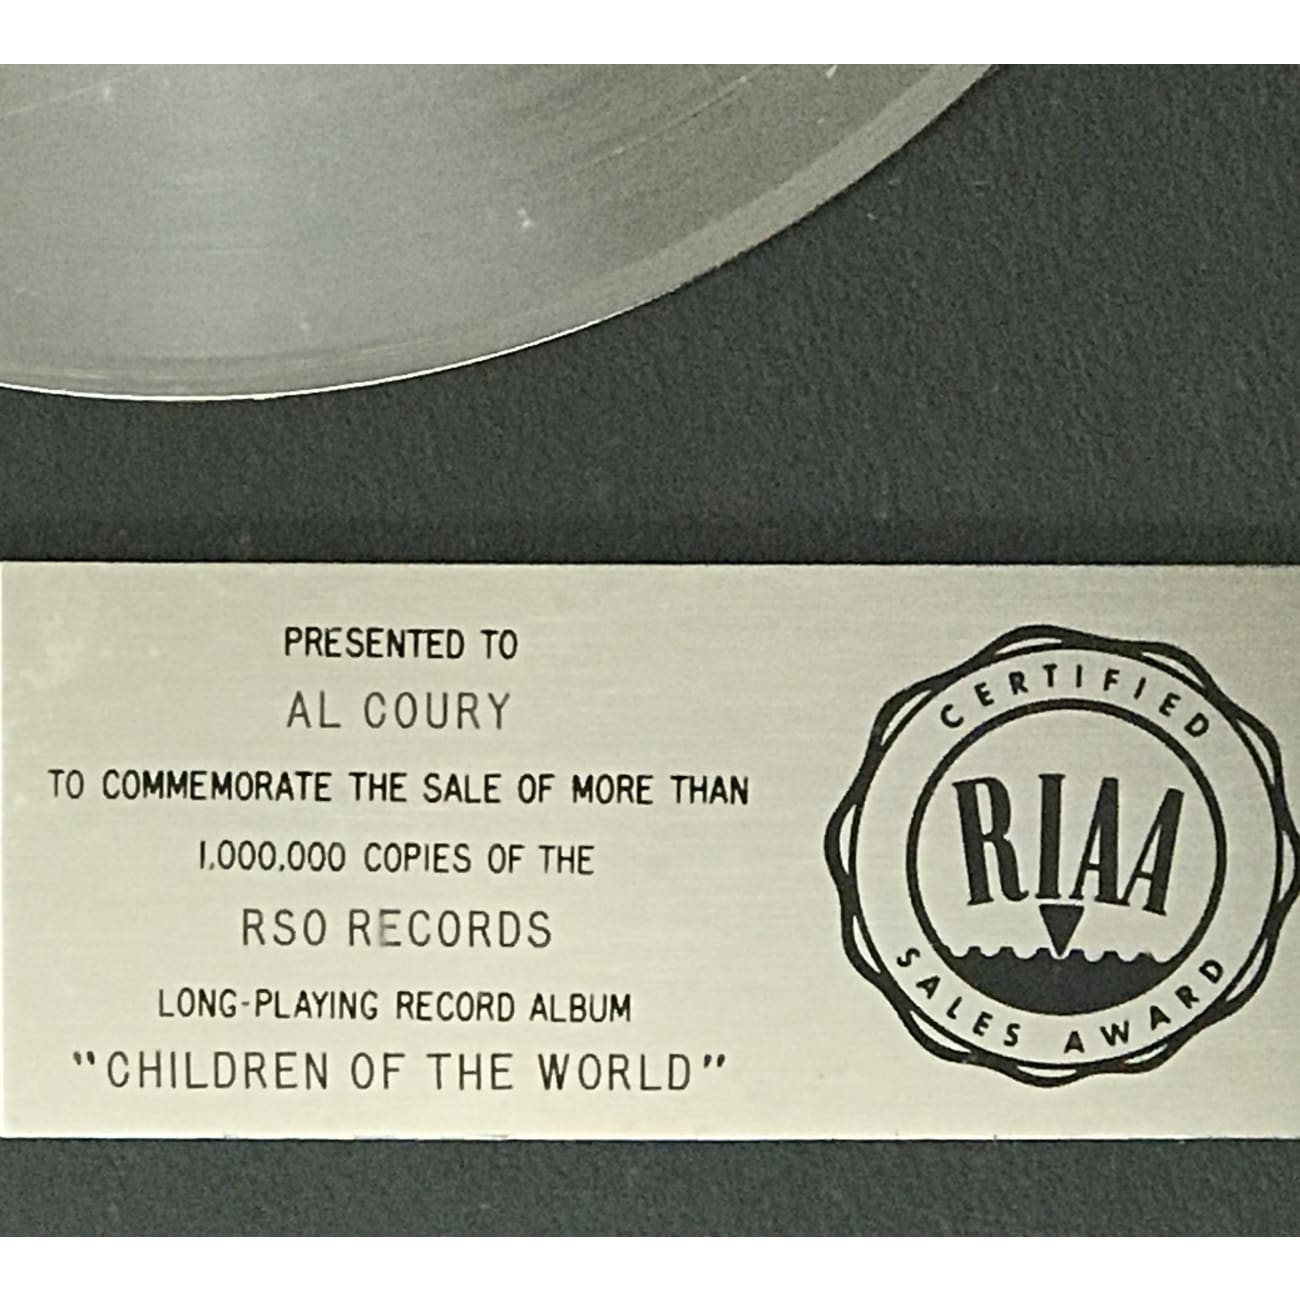 PRESENTED TO
AL COURY
TO COMMEMORATE THE SALE OF MORE THAN
1,000,000 COPIES OF THE
RSO RECORDS
LONG-PLAYING RECORD ALBUM
"CHILDREN OF THE WORLD"
CERTIFIED
RIAA
SALES AWARD